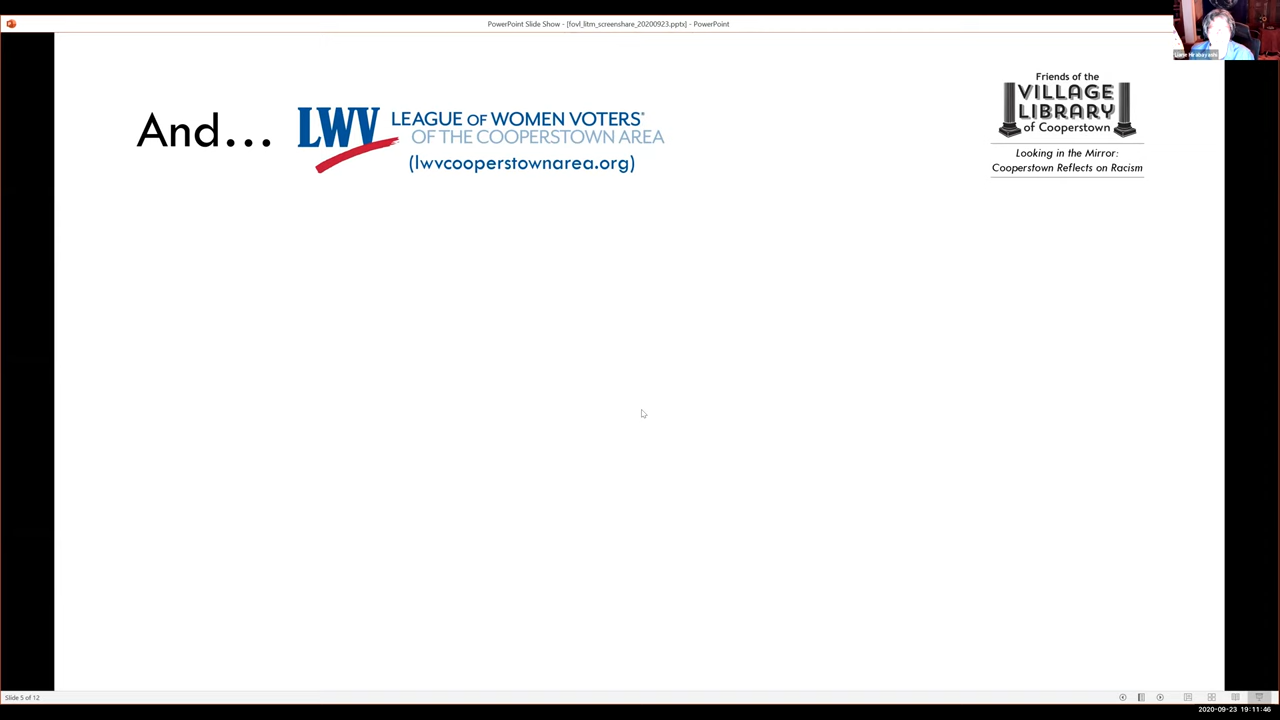 PowerPoint Slide Show - [fovl_litm_screenshare_20200923.pptx] - PowerPoint
Liane Hirabayashi
And...
LWV
LEAGUE OF WOMEN VOTERS®
OF THE COOPERSTOWN AREA
(lwvcooperstownarea.org)
Friends of the
VILLAGE
LIBRARY
of Cooperstown
Looking in the Mirror:
Cooperstown Reflects on Racism
Slide 5 of 12
2020-09-23 19:11:46